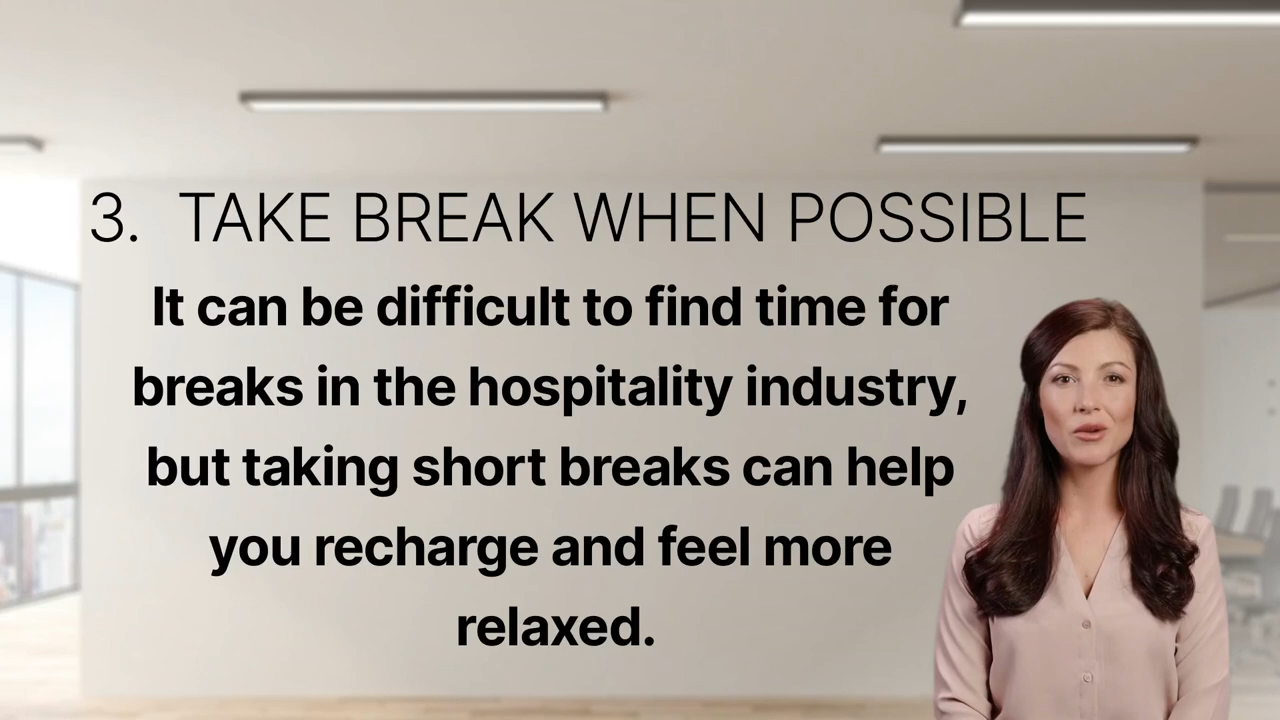 3. TAKE BREAK WHEN POSSIBLE
It can be difficult to find time for
breaks in the hospitality industry,
but taking short breaks can help
you recharge and feel more
relaxed.